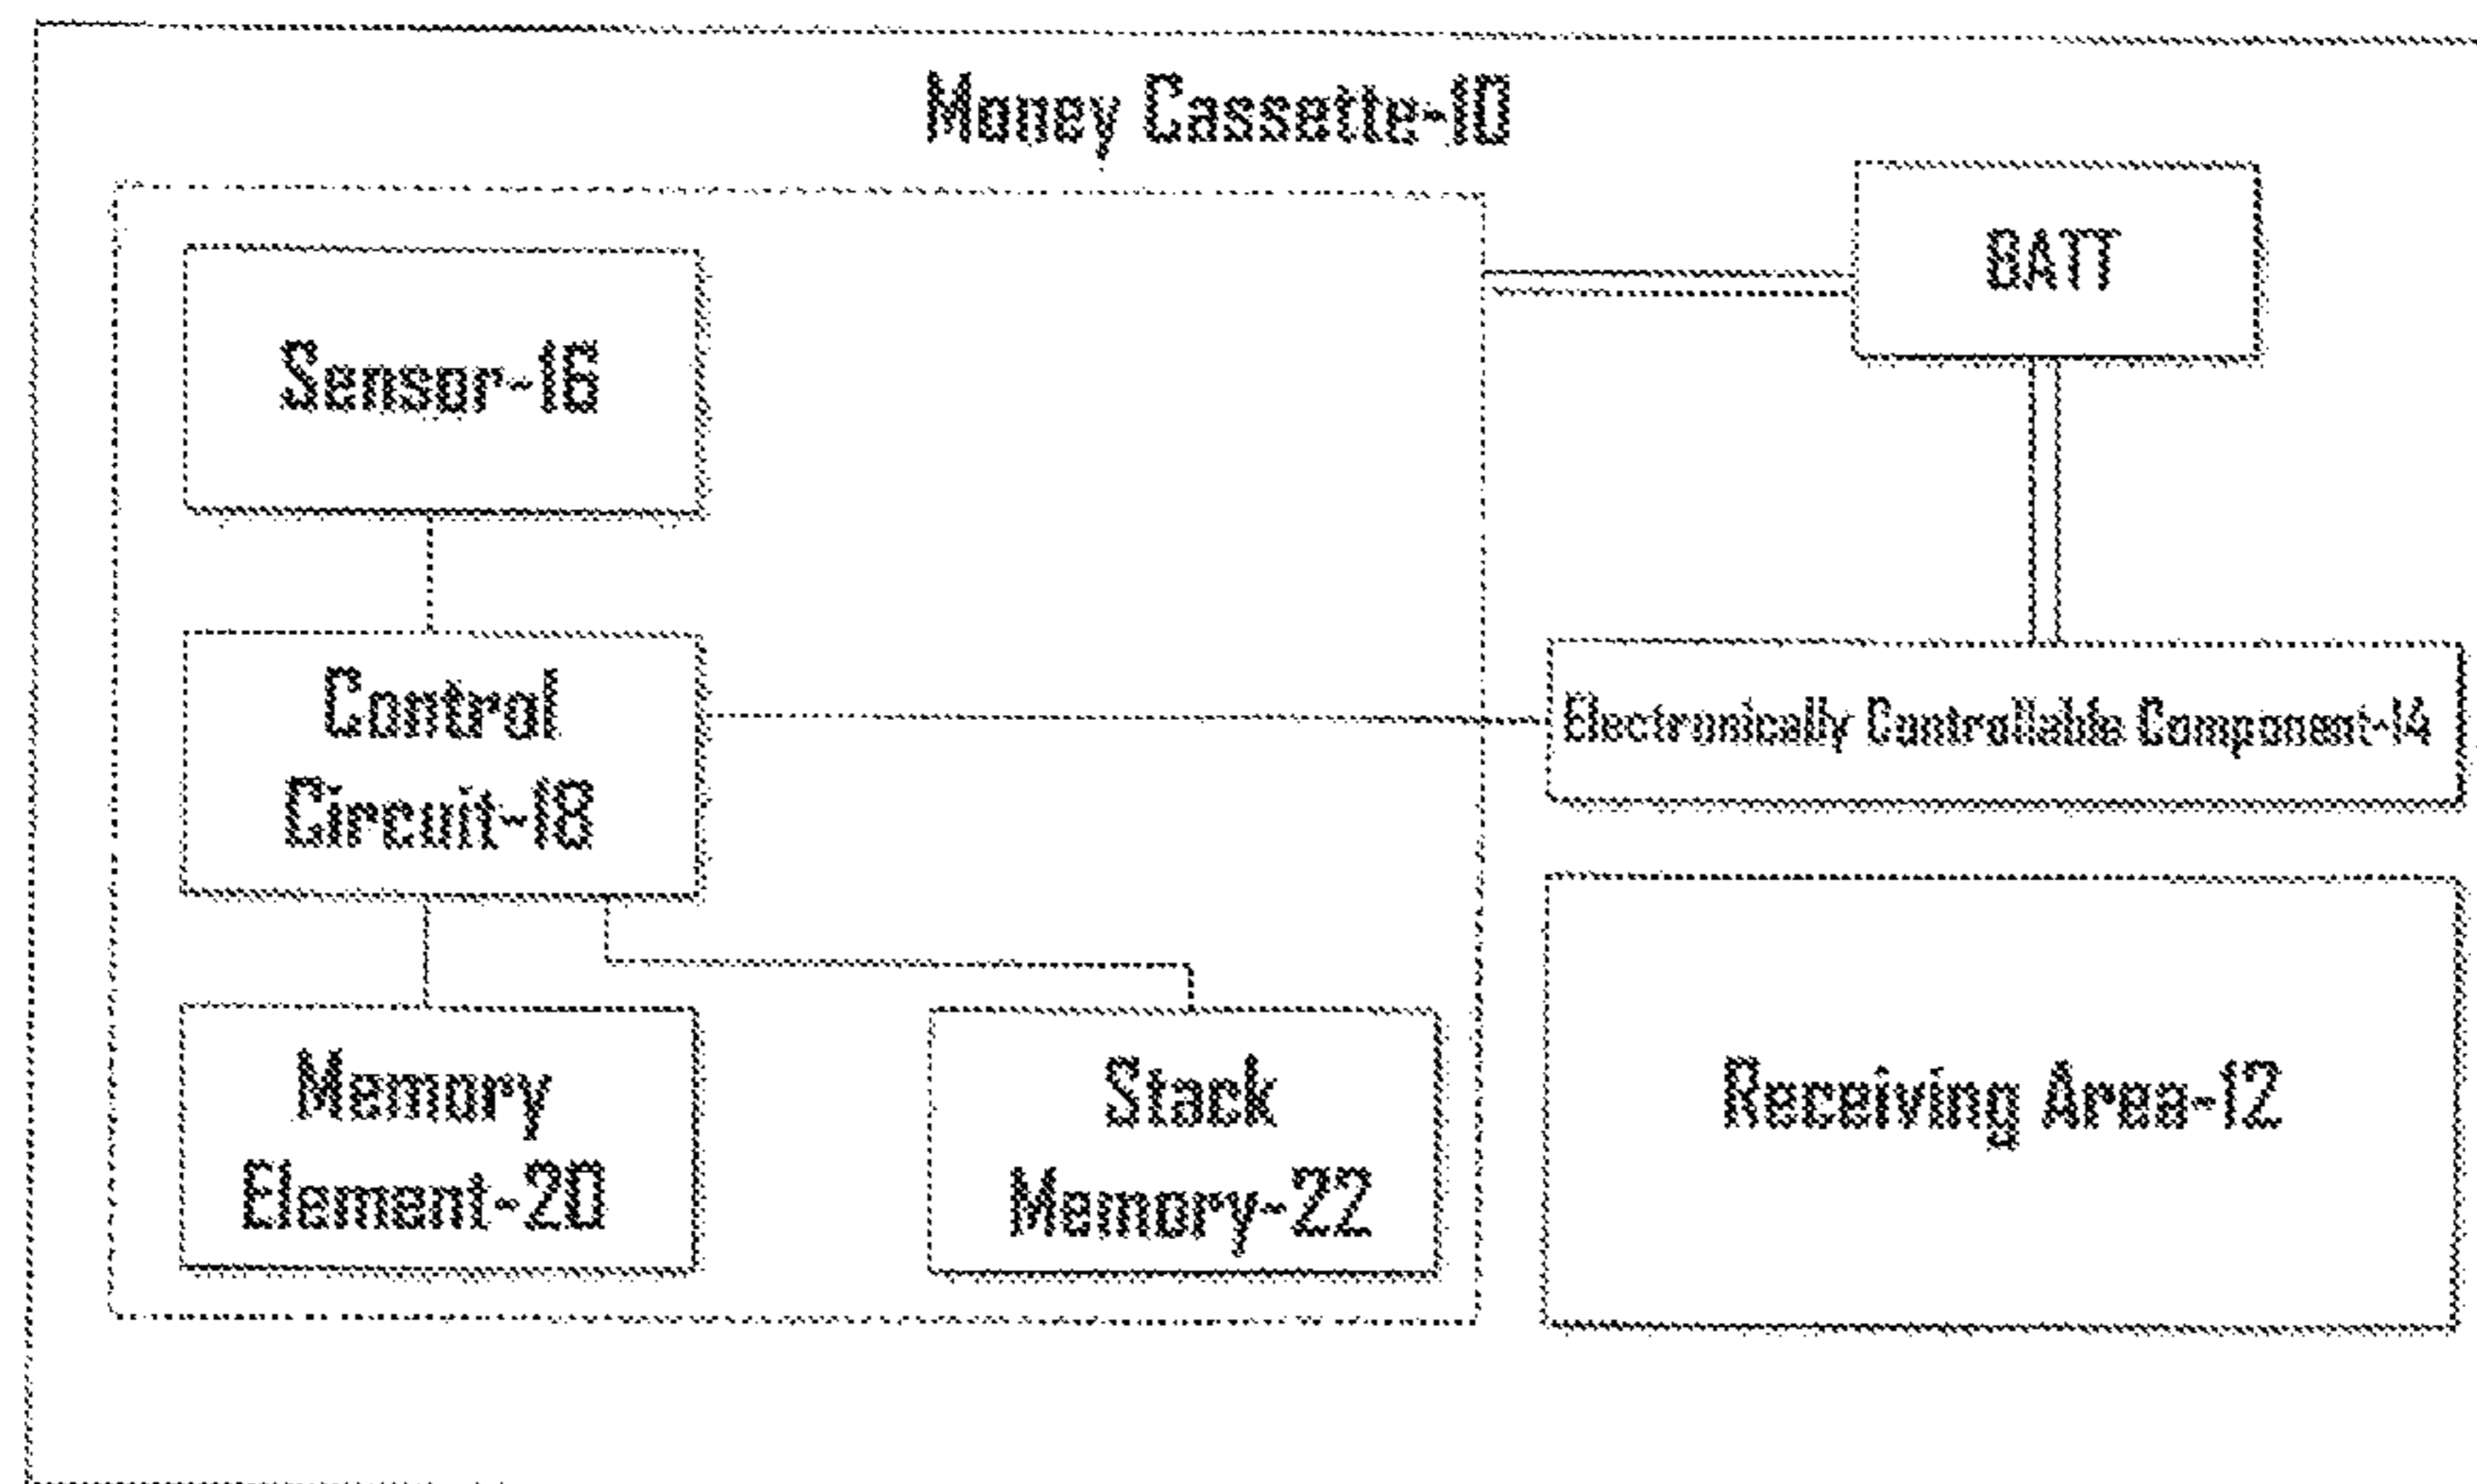 Money Cassette-10
BATT
Sensor-16
Control
Circuit-18
Electronically Controllable Component-14
Memory
Element-20
Stack
Memory-22
Receiving Area-12